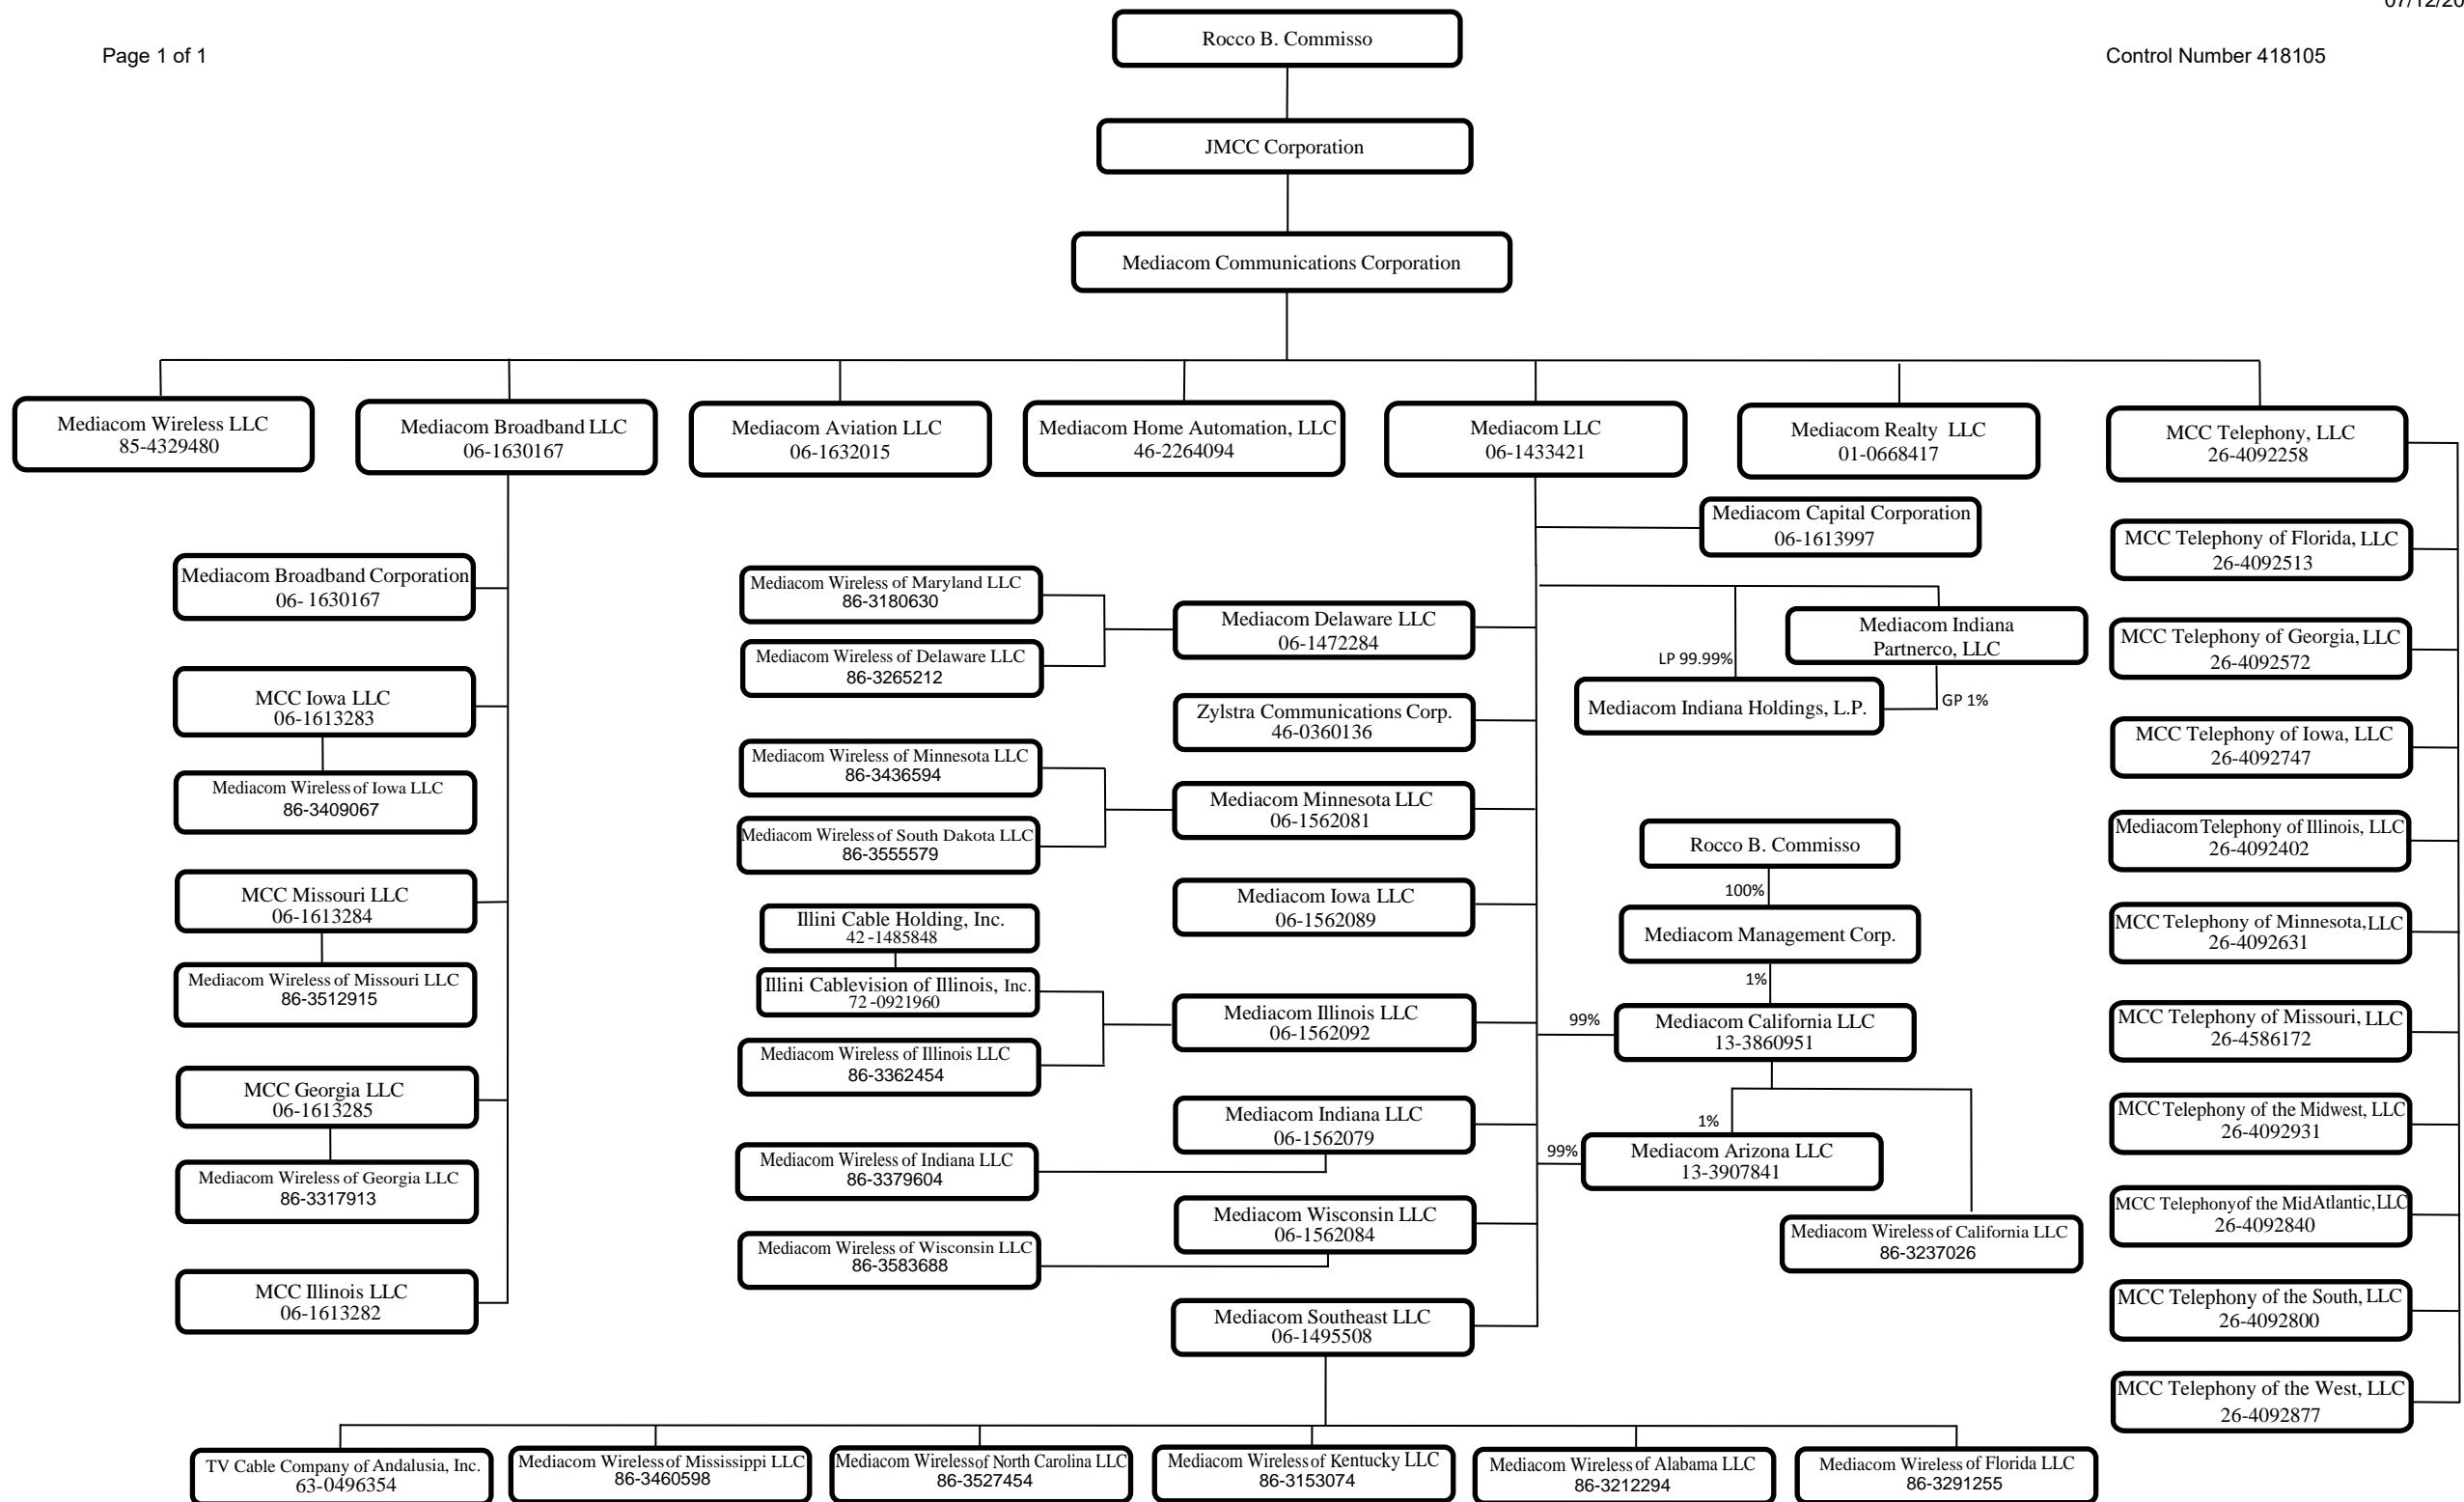 07/12/20
Page 1 of 1
Control Number 418105
Rocco B. Commisso
JMCC Corporation
Mediacom Communications Corporation
Mediacom Wireless LLC
85-4329480
Mediacom Broadband LLC
06-1630167
Mediacom Aviation LLC
06-1632015
Mediacom Home Automation, LLC
46-2264094
Mediacom LLC
06-1433421
Mediacom Realty LLC
01-0668417
MCC Telephony, LLC
26-4092258
Mediacom Broadband Corporation
06- 1630167
MCC Iowa LLC
06-1613283
Mediacom Wireless of Iowa LLC
86-3409067
MCC Missouri LLC
06-1613284
Mediacom Wireless of Missouri LLC
86-3512915
MCC Georgia LLC
06-1613285
Mediacom Wireless of Georgia LLC
86-3317913
MCC Illinois LLC
06-1613282
Mediacom Wireless of Maryland LLC
86-3180630
Mediacom Wireless of Delaware LLC
86-3265212
Mediacom Wireless of Minnesota LLC
86-3436594
Mediacom Wireless of South Dakota LLC
86-3555579
Illini Cable Holding, Inc.
42 -1485848
Illini Cablevision of Illinois, Inc.
72 -0921960
Mediacom Wireless of Illinois LLC
86-3362454
Mediacom Wireless of Indiana LLC
86-3379604
Mediacom Wireless of Wisconsin LLC
86-3583688
Mediacom Delaware LLC
06-1472284
Zylstra Communications Corp.
46-0360136
Mediacom Minnesota LLC
06-1562081
Mediacom Iowa LLC
06-1562089
Mediacom Illinois LLC
06-1562092
Mediacom Indiana LLC
06-1562079
Mediacom Wisconsin LLC
06-1562084
Mediacom Southeast LLC
06-1495508
Mediacom Capital Corporation
06-1613997
Mediacom Indiana
Partnerco, LLC
LP 99.99%
Mediacom Indiana Holdings, L.P.
GP 1%
Rocco B. Commisso
100%
Mediacom Management Corp.
1%
99%
Mediacom California LLC
13-3860951
1%
99%
Mediacom Arizona LLC
13-3907841
Mediacom Wireless of California LLC
86-3237026
MCC Telephony of Florida, LLC
26-4092513
MCC Telephony of Georgia, LLC
26-4092572
MCC Telephony of Iowa, LLC
26-4092747
Mediacom Telephony of Illinois, LLC
26-4092402
MCC Telephony of Minnesota, LLC
26-4092631
MCC Telephony of Missouri, LLC
26-4586172
MCC Telephony of the Midwest, LLC
26-4092931
MCC Telephony of the MidAtlantic, LLC
26-4092840
MCC Telephony of the South, LLC
26-4092800
MCC Telephony of the West, LLC
26-4092877
TV Cable Company of Andalusia, Inc.
63-0496354
Mediacom Wireless of Mississippi LLC
86-3460598
Mediacom Wireless of North Carolina LLC
86-3527454
Mediacom Wireless of Kentucky LLC
86-3153074
Mediacom Wireless of Alabama LLC
86-3212294
Mediacom Wireless of Florida LLC
86-3291255